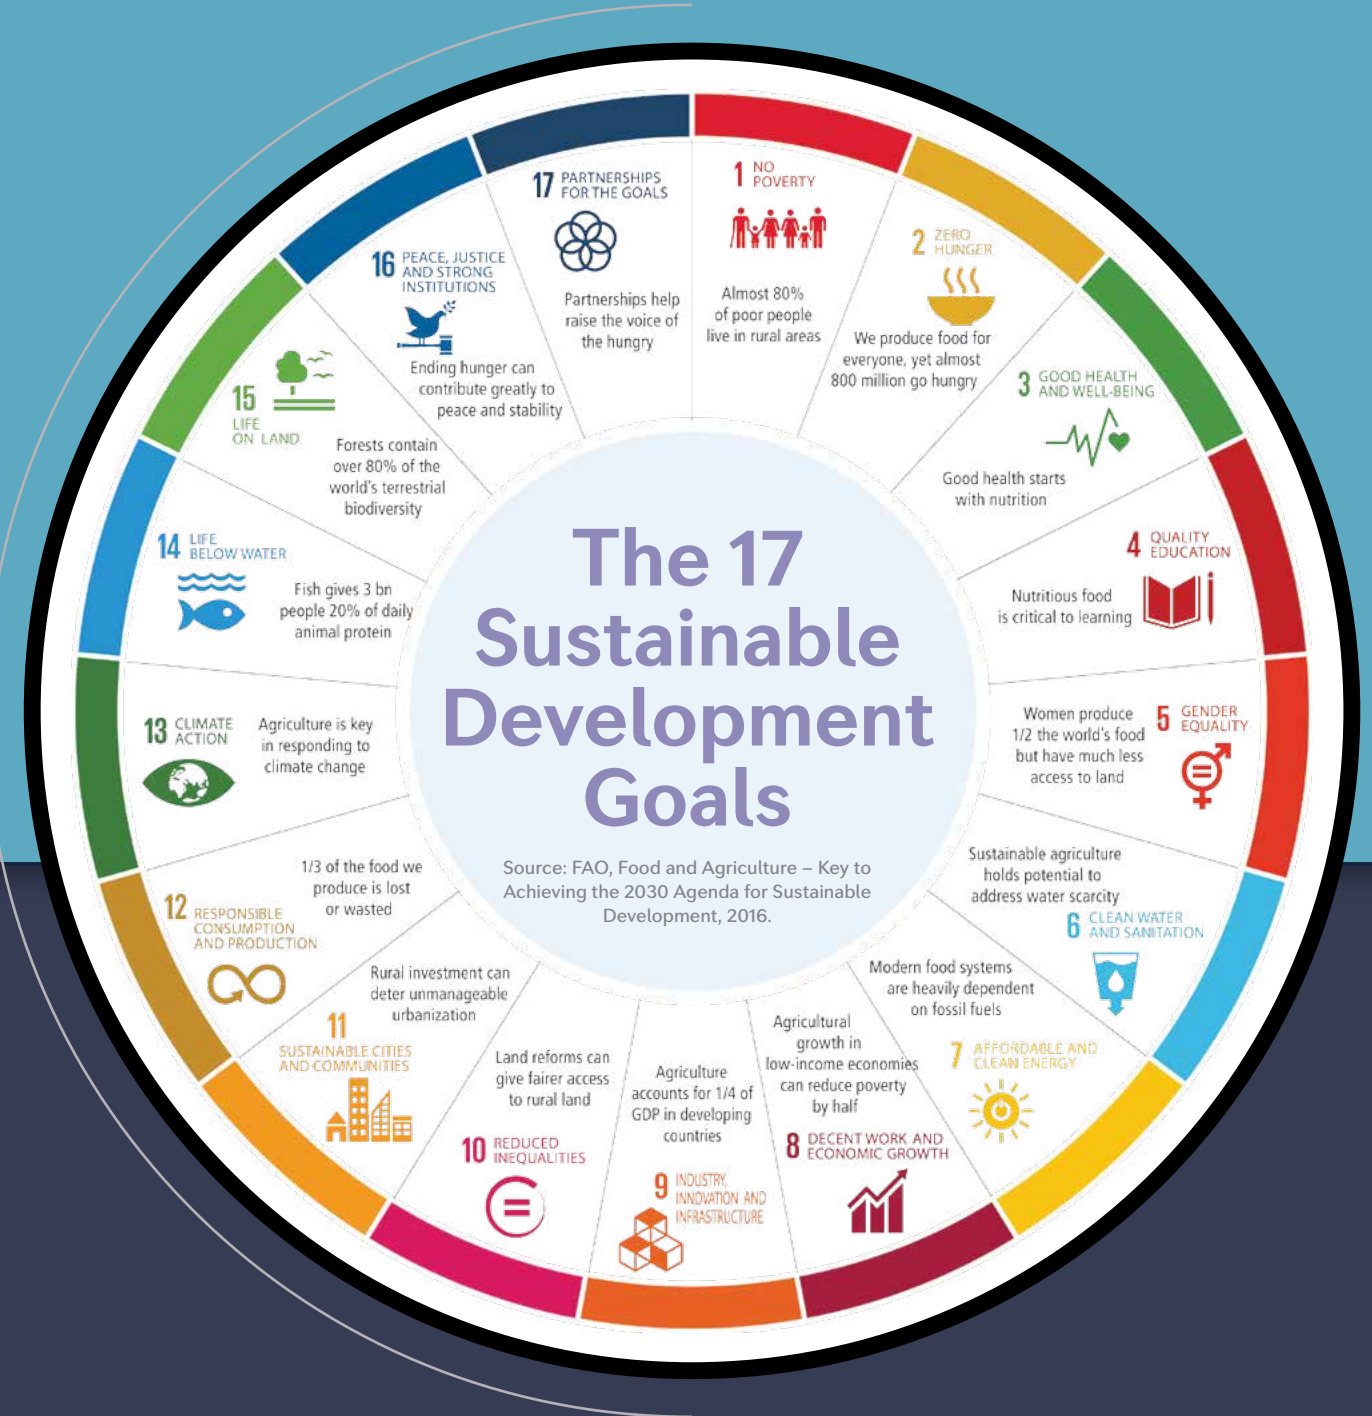 The 17
Sustainable
Development
Goals
Source: FAO, Food and Agriculture – Key to
Achieving the 2030 Agenda for Sustainable
Development, 2016.
1 NO
POVERTY
Almost 80%
of poor people
live in rural areas
2 ZERO
HUNGER
We produce food for
everyone, yet almost
800 million go hungry
3 GOOD HEALTH
AND WELL-BEING
Good health starts
with nutrition
4 QUALITY
EDUCATION
Nutritious food
is critical to learning
5 GENDER
EQUALITY
Women produce
1/2 the world's food
but have much less
access to land
Sustainable agriculture
holds potential to
address water scarcity
6 CLEAN WATER
AND SANITATION
Modern food systems
are heavily dependent
on fossil fuels
7 AFFORDABLE AND
CLEAN ENERGY
Agricultural
growth in
low-income economies
can reduce poverty
by half
8 DECENT WORK AND
ECONOMIC GROWTH
Agriculture
accounts for 1/4 of
GDP in developing
countries
9 INDUSTRY,
INNOVATION AND
INFRASTRUCTURE
Land reforms can
give fairer access
to rural land
10 REDUCED
INEQUALITIES
Rural investment can
deter unmanageable
urbanization
11
SUSTAINABLE CITIES
AND COMMUNITIES
1/3 of the food we
produce is lost
or wasted
12 RESPONSIBLE
CONSUMPTION
AND PRODUCTION
13 CLIMATE
ACTION
Agriculture is key
in responding to
climate change
14 LIFE
BELOW WATER
Fish gives 3 bn
people 20% of daily
animal protein
15
LIFE
ON LAND
Forests contain
over 80% of the
world's terrestrial
biodiversity
16 PEACE, JUSTICE
AND STRONG
INSTITUTIONS
Ending hunger can
contribute greatly to
peace and stability
17 PARTNERSHIPS
FOR THE GOALS
Partnerships help
raise the voice of
the hungry